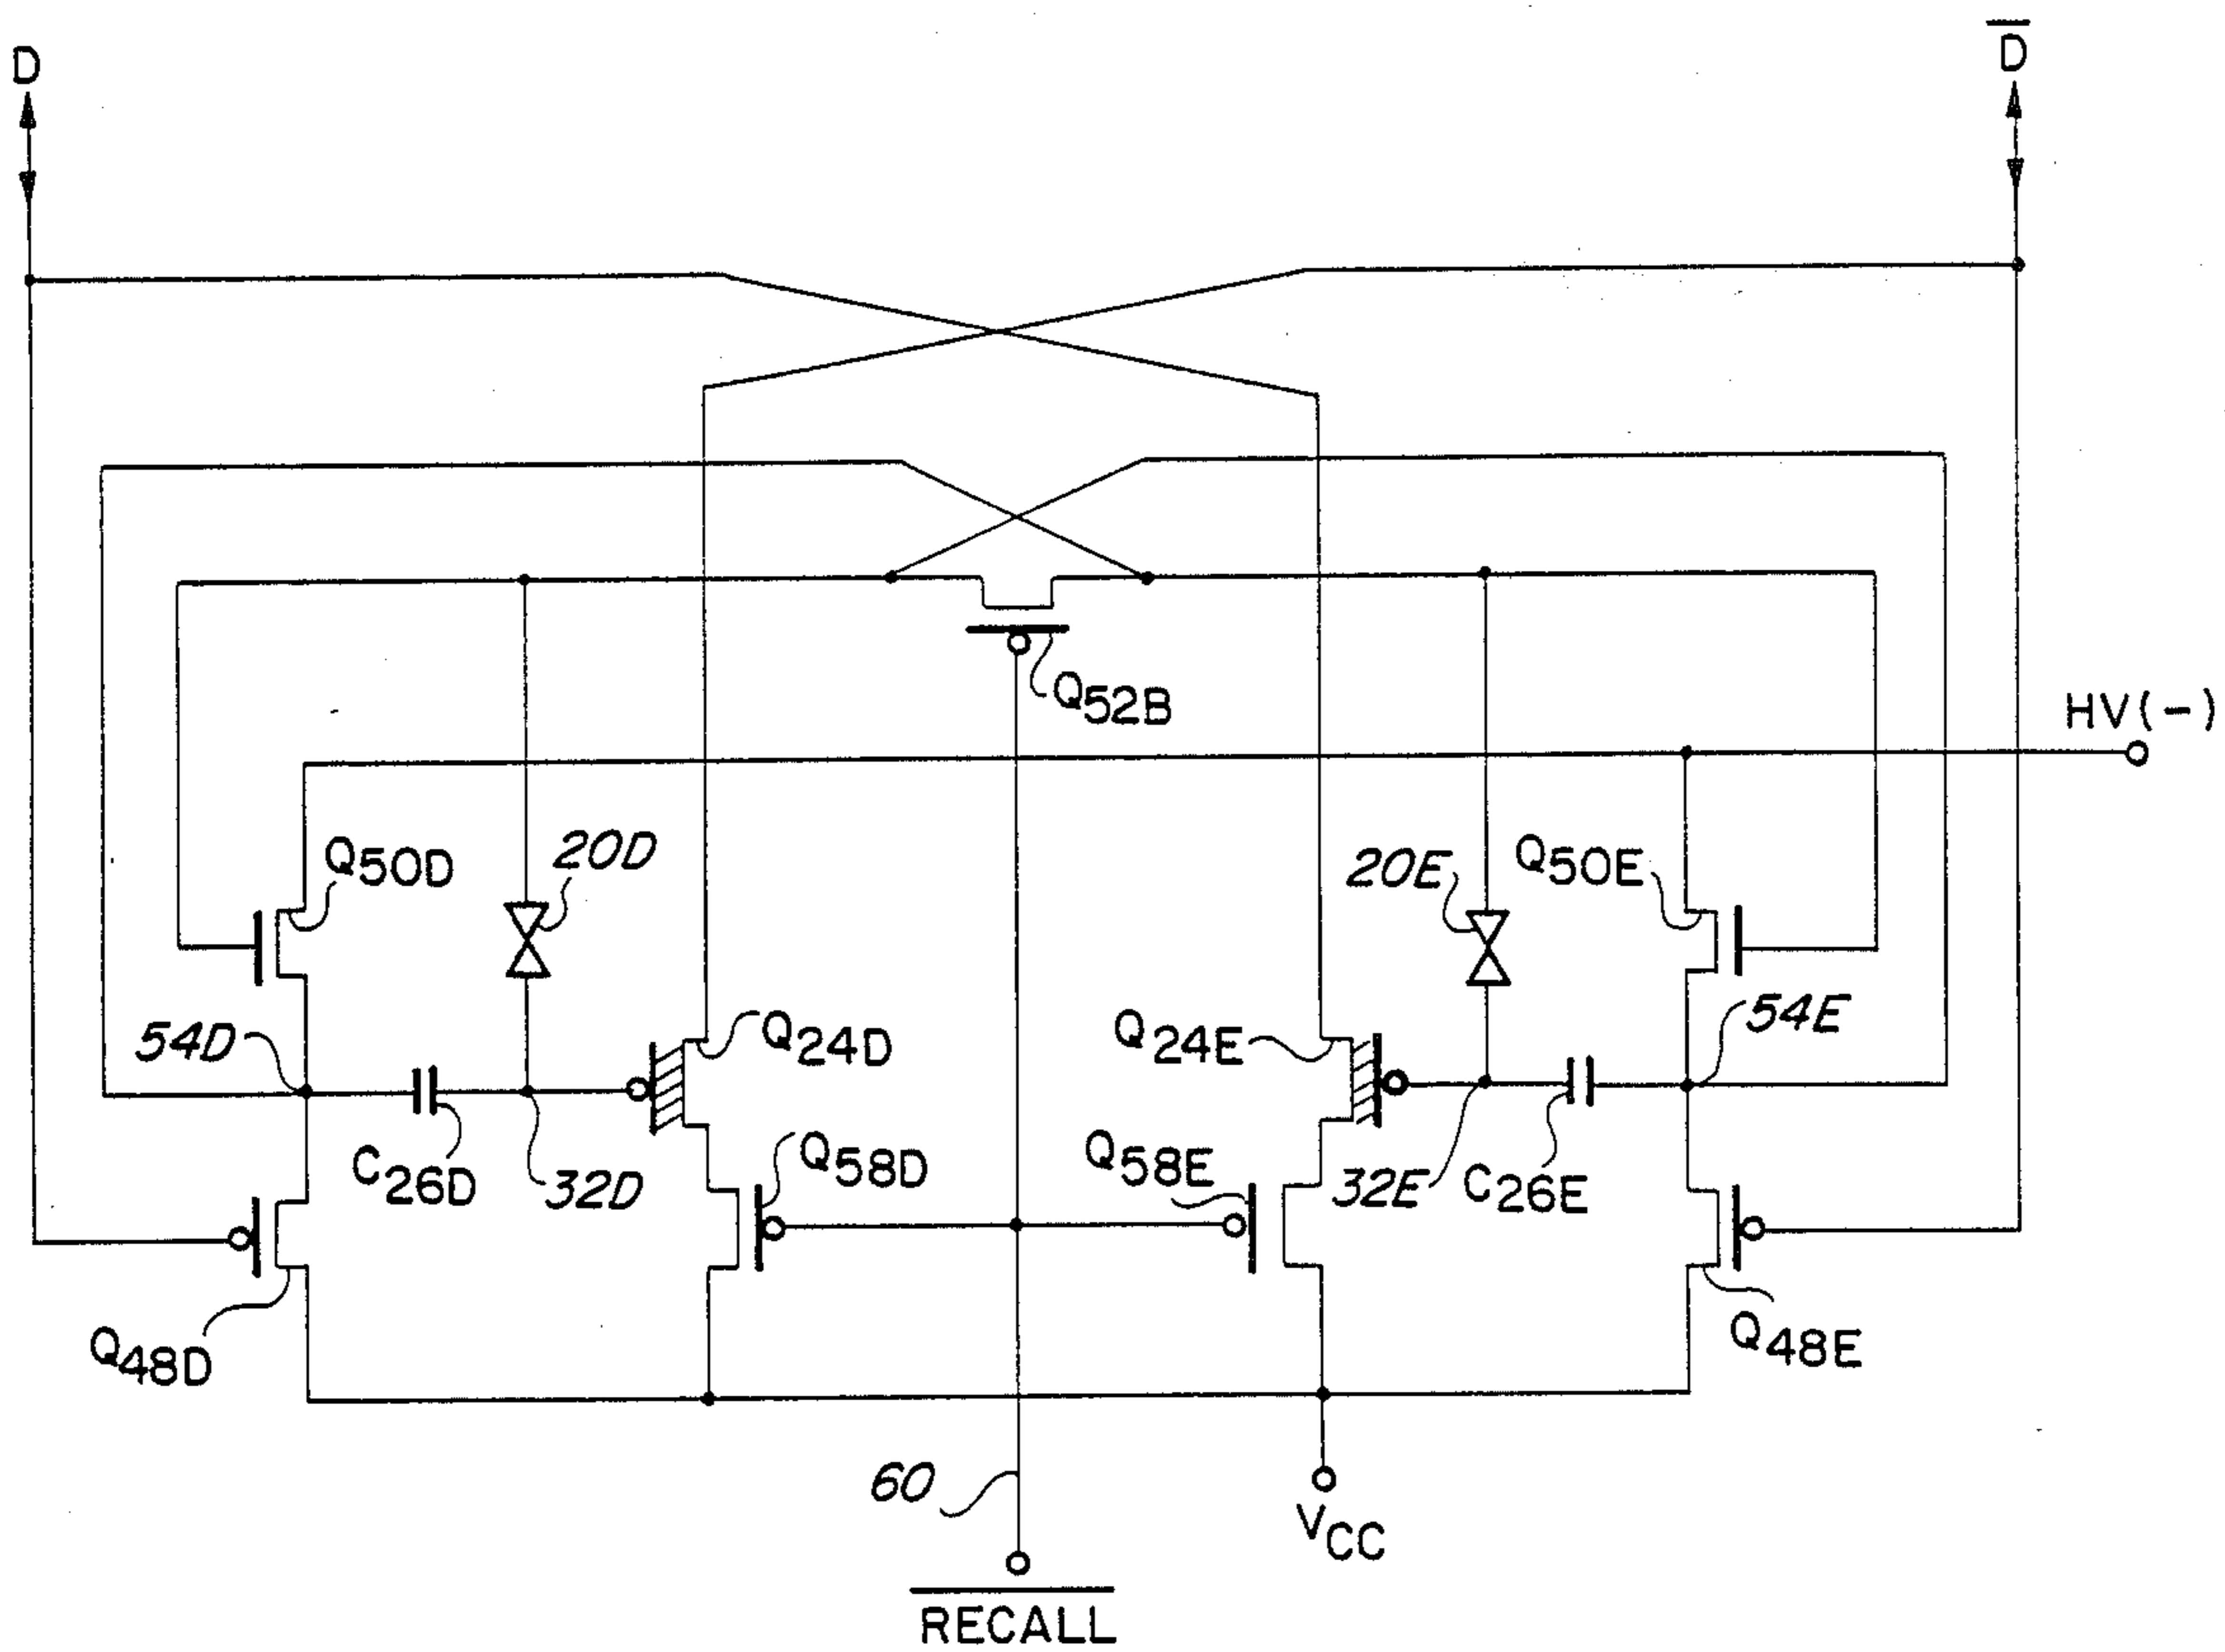 D
D̅
Q52B
HV(-)
Q50D
20D
20E
Q50E
54D
Q24D
Q24E
54E
C26D
32D
Q58D
Q58E
32E
C26E
Q48D
Q48E
60
VCC
R̅E̅C̅A̅L̅L̅